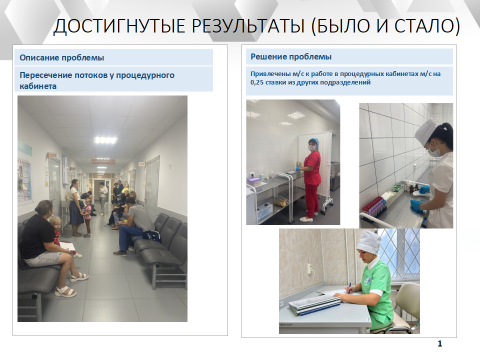 ДОСТИГНУТЫЕ РЕЗУЛЬТАТЫ (БЫЛО И СТАЛО)
Описание проблемы
Пересечение потоков у процедурного
кабинета
Решение проблемы
Привлечены м/с к работе в процедурных кабинетах м/с на
0,25 ставки из других подразделений
1